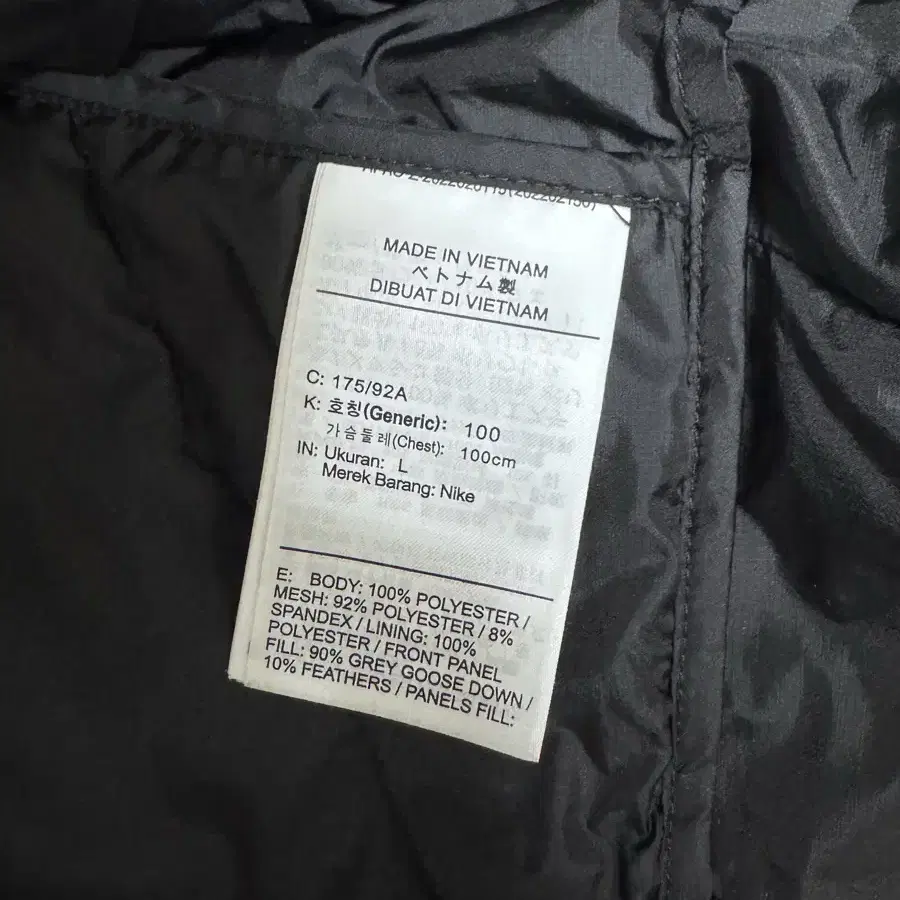 MADE IN VIETNAM
ベトナム製
DIBUAT DI VIETNAM
C: 175/92A
K: 호칭(Generic): 100
가슴둘레(Chest): 100cm
IN: Ukuran: L
Merek Barang: Nike
E: BODY: 100% POLYESTER /
MESH: 92% POLYESTER / 8%
SPANDEX / LINING: 100%
POLYESTER / FRONT PANEL
FILL: 90% GREY GOOSE DOWN /
10% FEATHERS / PANELS FILL: